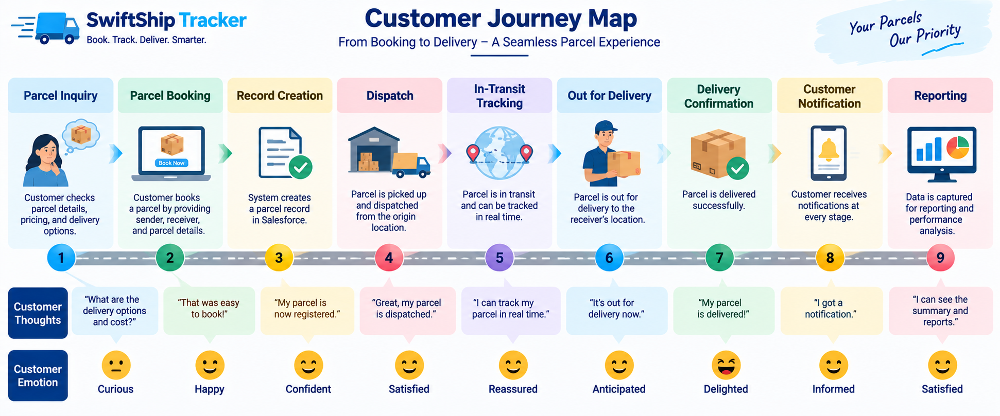 SwiftShip Tracker
Book. Track. Deliver. Smarter.
Customer Journey Map
From Booking to Delivery – A Seamless Parcel Experience
Your Parcels
Our Priority
Parcel Inquiry
Customer checks
parcel details,
pricing, and delivery
options.
1
Parcel Booking
Book Now
Customer books
a parcel by providing
sender, receiver,
and parcel details.
2
Record Creation
System creates
a parcel record
in Salesforce.
3
Dispatch
Parcel is picked up
and dispatched
from the origin
location.
4
In-Transit
Tracking
Parcel is in transit
and can be tracked
in real time.
5
Out for Delivery
Parcel is out for
delivery to the
receiver's location.
6
Delivery
Confirmation
Parcel is delivered
successfully.
7
Customer
Notification
Customer receives
notifications at
every stage.
8
Reporting
Data is captured
for reporting and
performance
analysis.
9
Customer
Thoughts
“What are the
delivery options
and cost?”
“That was easy
to book!”
“My parcel is
now registered.”
“Great, my parcel
is dispatched.”
“I can track my
parcel in real time.”
“It’s out for
delivery now.”
“My parcel
is delivered!”
“I got a
notification.”
“I can see the
summary and
reports.”
Customer
Emotion
Curious
Happy
Confident
Satisfied
Reassured
Anticipated
Delighted
Informed
Satisfied